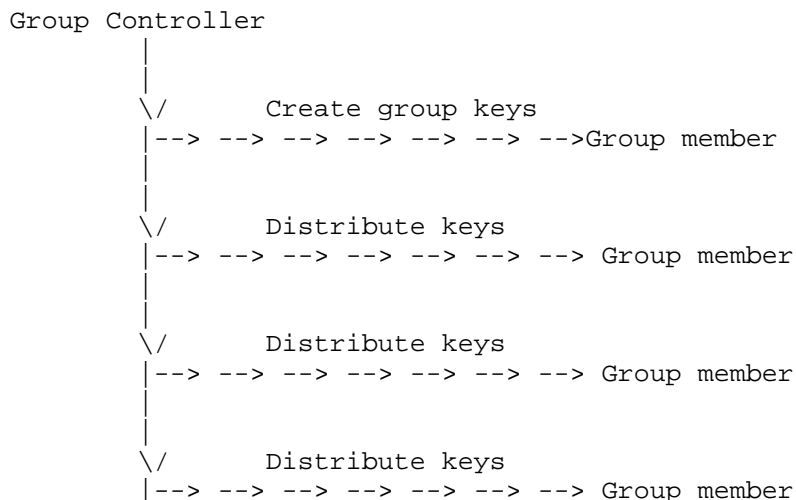 Group Controller
|
|
\/ Create group keys
|--> --> --> --> --> --> -->Group member
|
|
\/ Distribute keys
|--> --> --> --> --> --> --> Group member
|
|
\/ Distribute keys
|--> --> --> --> --> --> --> Group member
|
|
\/ Distribute keys
|--> --> --> --> --> --> --> Group member